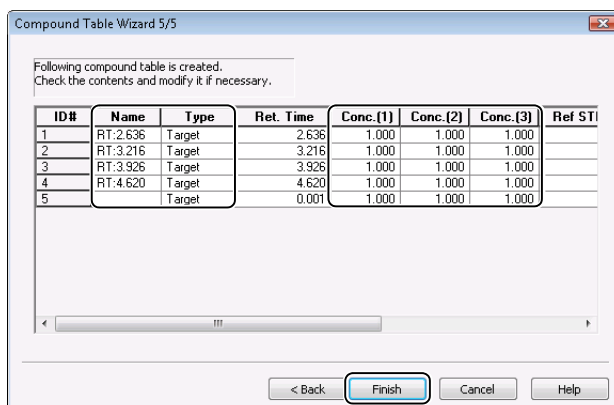 Compound Table Wizard 5/5
Following compound table is created.
Check the contents and modify it if necessary.
ID# Name Type Ret. Time Conc.(1) Conc.(2) Conc.(3) Ref STI
1 RT:2.636 Target 2.636 1.000 1.000 1.000
2 RT:3.216 Target 3.216 1.000 1.000 1.000
3 RT:3.926 Target 3.926 1.000 1.000 1.000
4 RT:4.620 Target 4.620 1.000 1.000 1.000
5 Target 0.001 1.000 1.000 1.000
< Back Finish Cancel Help